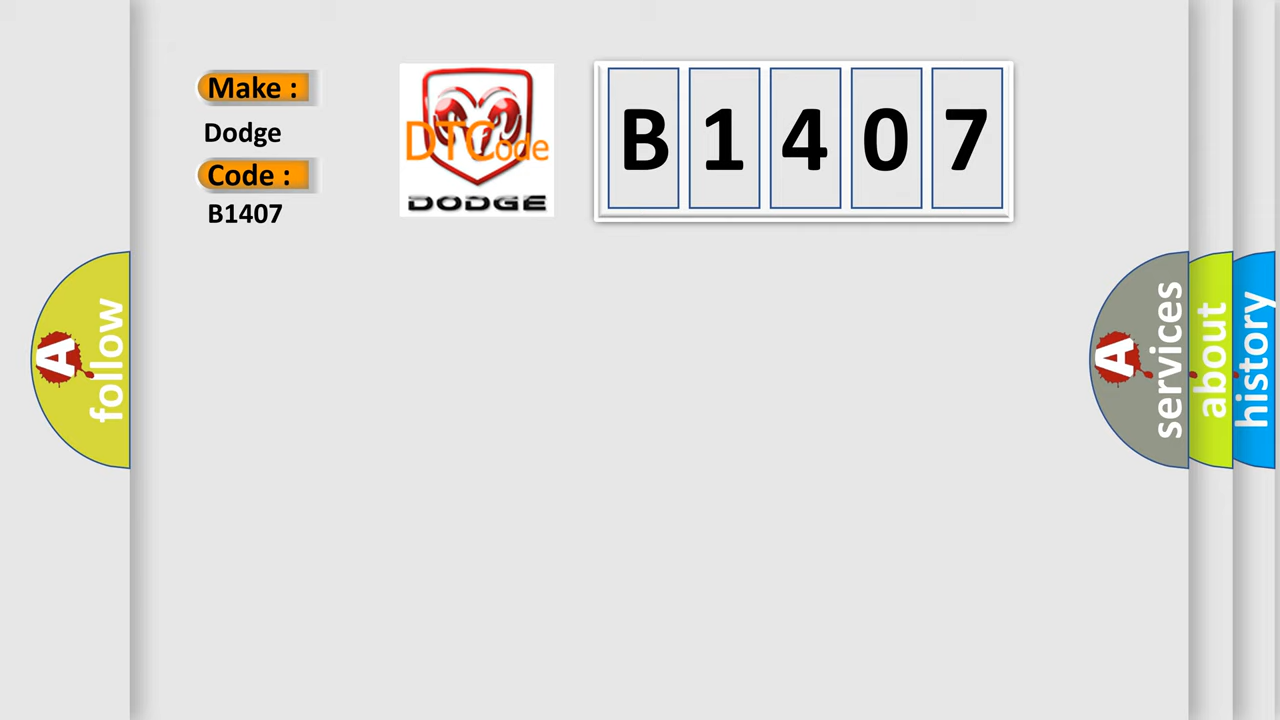 Make :
Dodge
Code :
B1407
DTCode
DODGE
B 1 4 0 7
A
follow
A
services
about
history